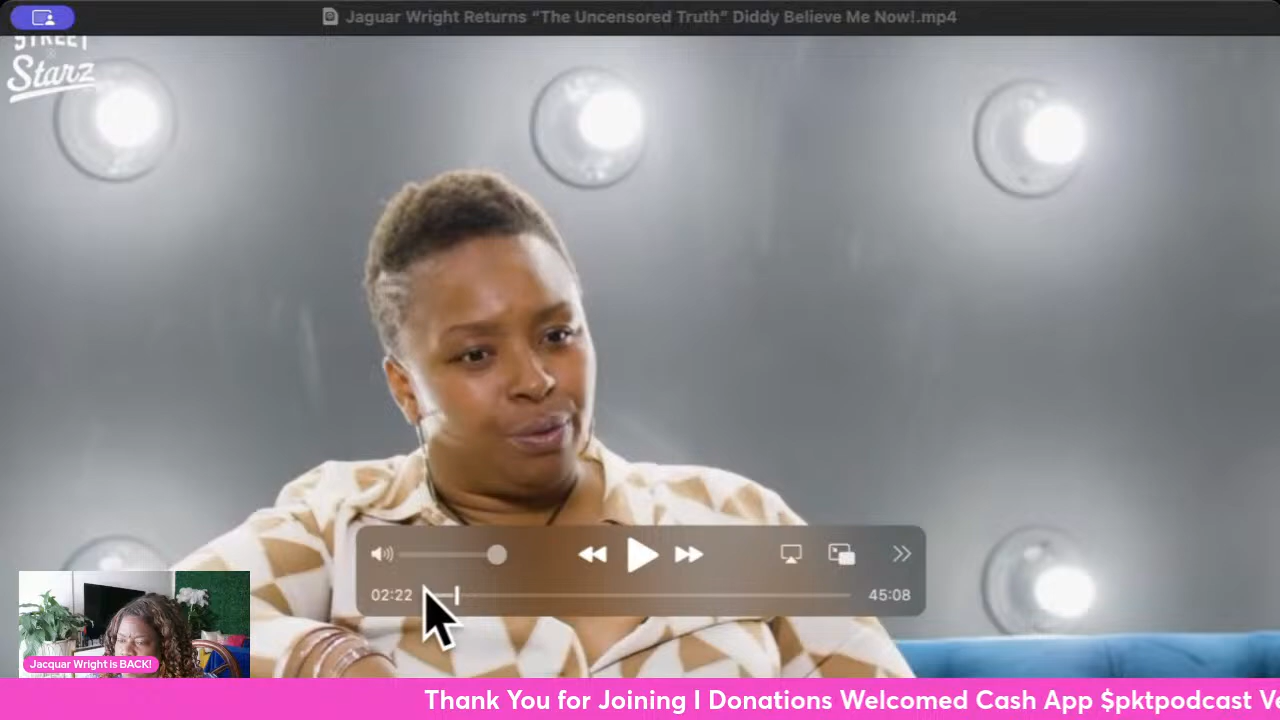 Jaguar Wright Returns “The Uncensored Truth” Diddy Believe Me Now!.mp4
STREET
Starz
02:22
45:08
Jacquar Wright is BACK!
Thank You for Joining I Donations Welcomed Cash App $pktpodcast